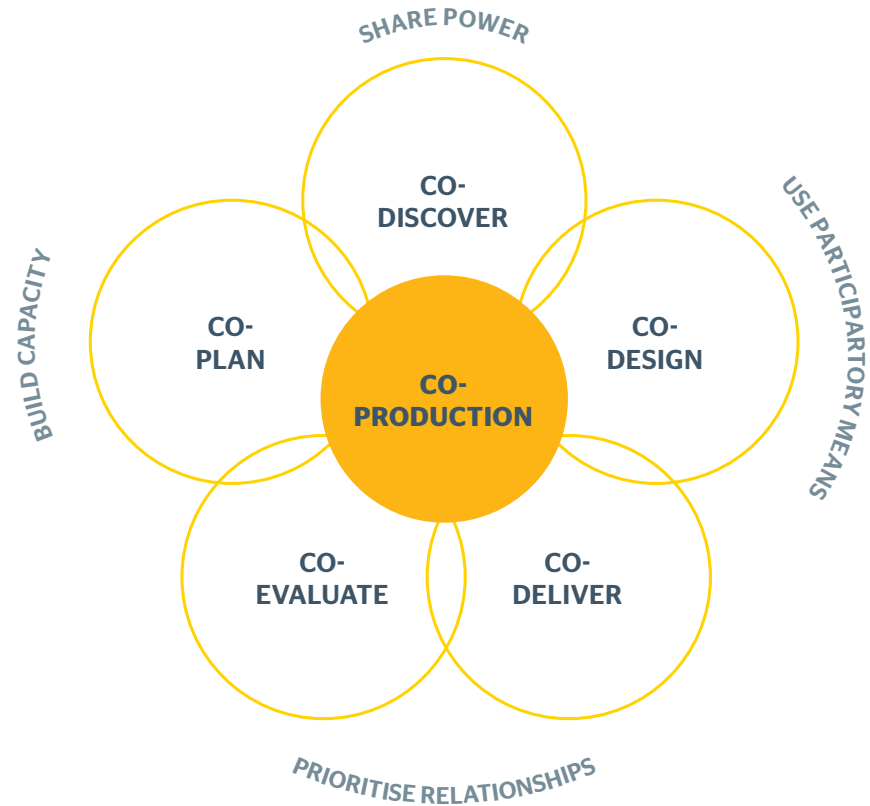 SHARE POWER
CO-
DISCOVER
USE PARTICIPARTORY MEANS
BUILD CAPACITY
CO-
PLAN
CO-
DESIGN
CO-
PRODUCTION
CO-
EVALUATE
CO-
DELIVER
PRIORITISE RELATIONSHIPS